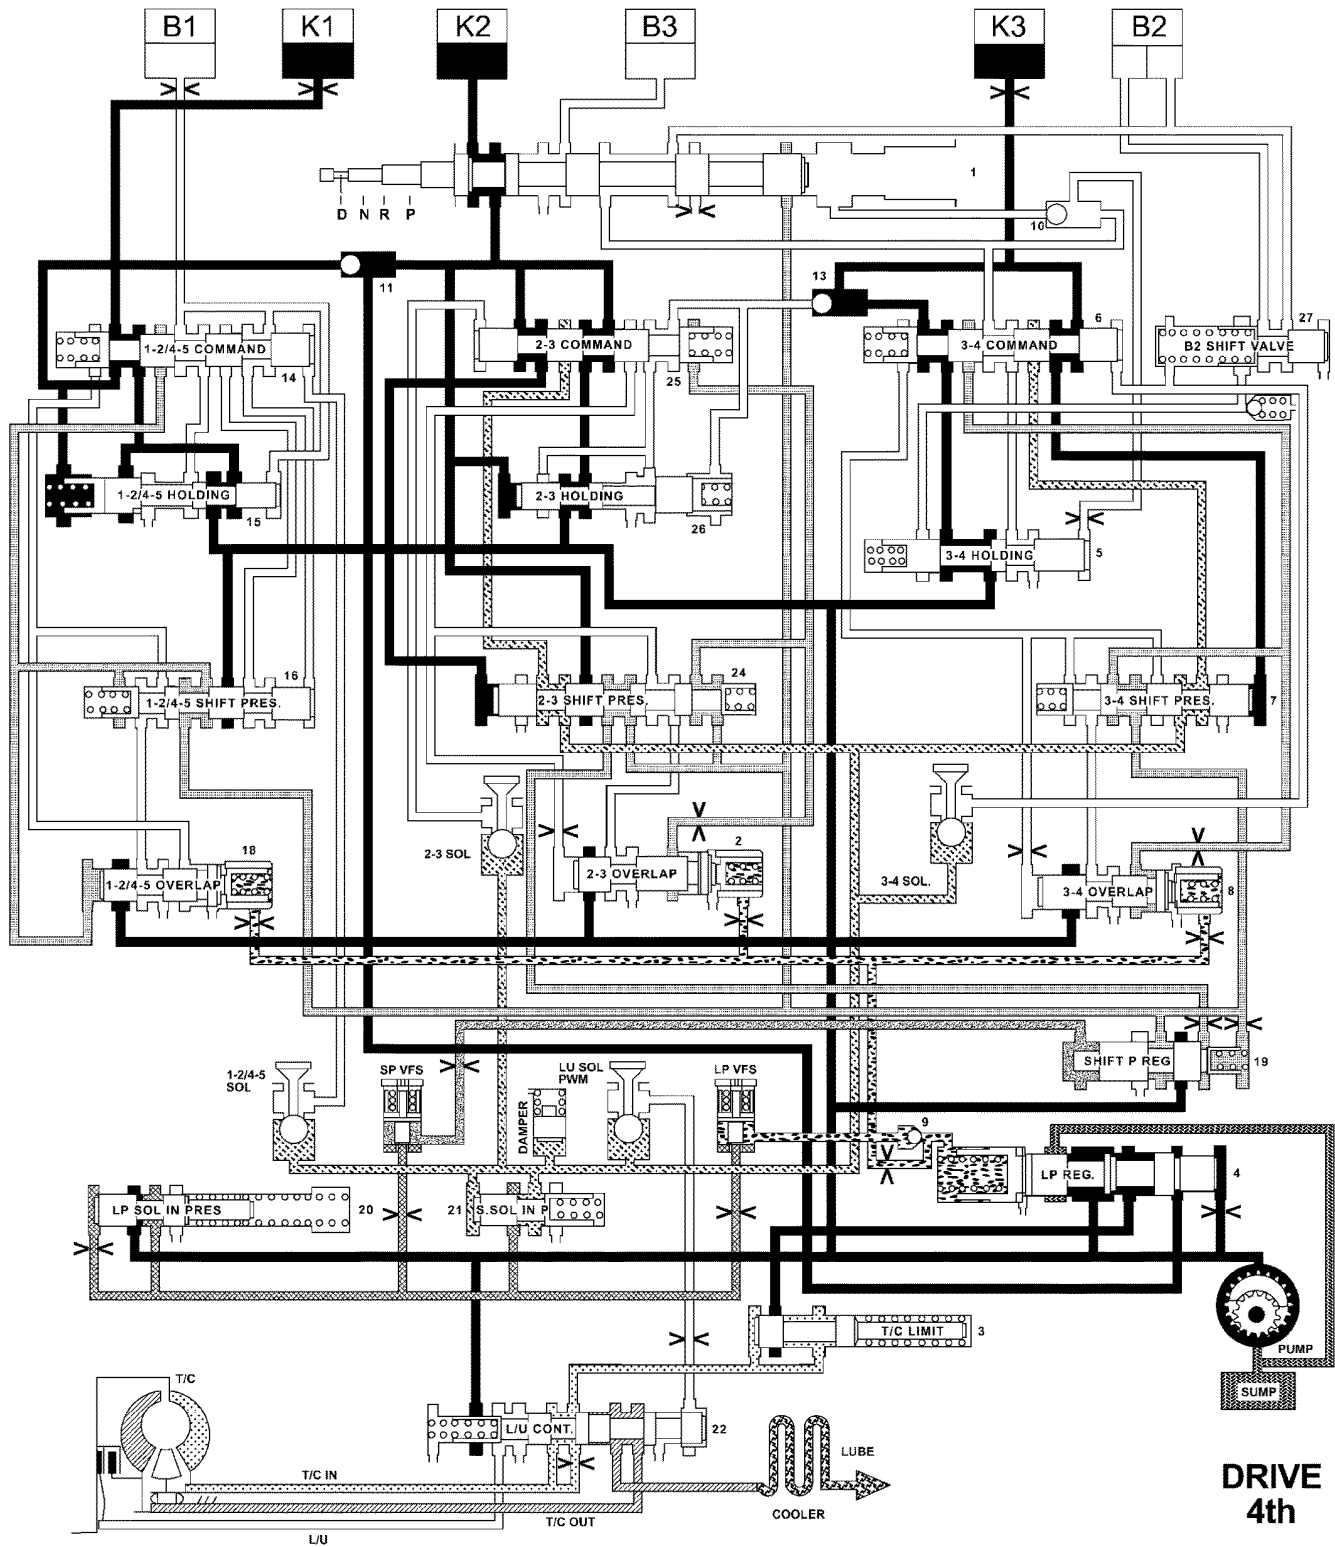 B1 K1 K2 B3 K3 B2
1
D N R P
10
11
13
6
27
1-2/4-5 COMMAND
2-3 COMMAND
3-4 COMMAND
B2 SHIFT VALVE
14
25
1-2/4-5 HOLDING
2-3 HOLDING
15
26
3-4 HOLDING
5
16
24
1-2/4-5 SHIFT PRES.
2-3 SHIFT PRES.
3-4 SHIFT PRES.
7
2-3 SOL
18
2
1-2/4-5 OVERLAP
2-3 OVERLAP
3-4 SOL.
3-4 OVERLAP
8
SHIFT P REG
19
1-2/4-5
SOL
SP VFS
LU SOL
PWM
LP VFS
DAMPER
9
LP REG.
4
LP SOL IN PRES
20
21
S.SOL IN P
T/C LIMIT
3
PUMP
SUMP
T/C
L/U CONT.
22
LUBE
T/C IN
COOLER
T/C OUT
L/U
DRIVE
4th